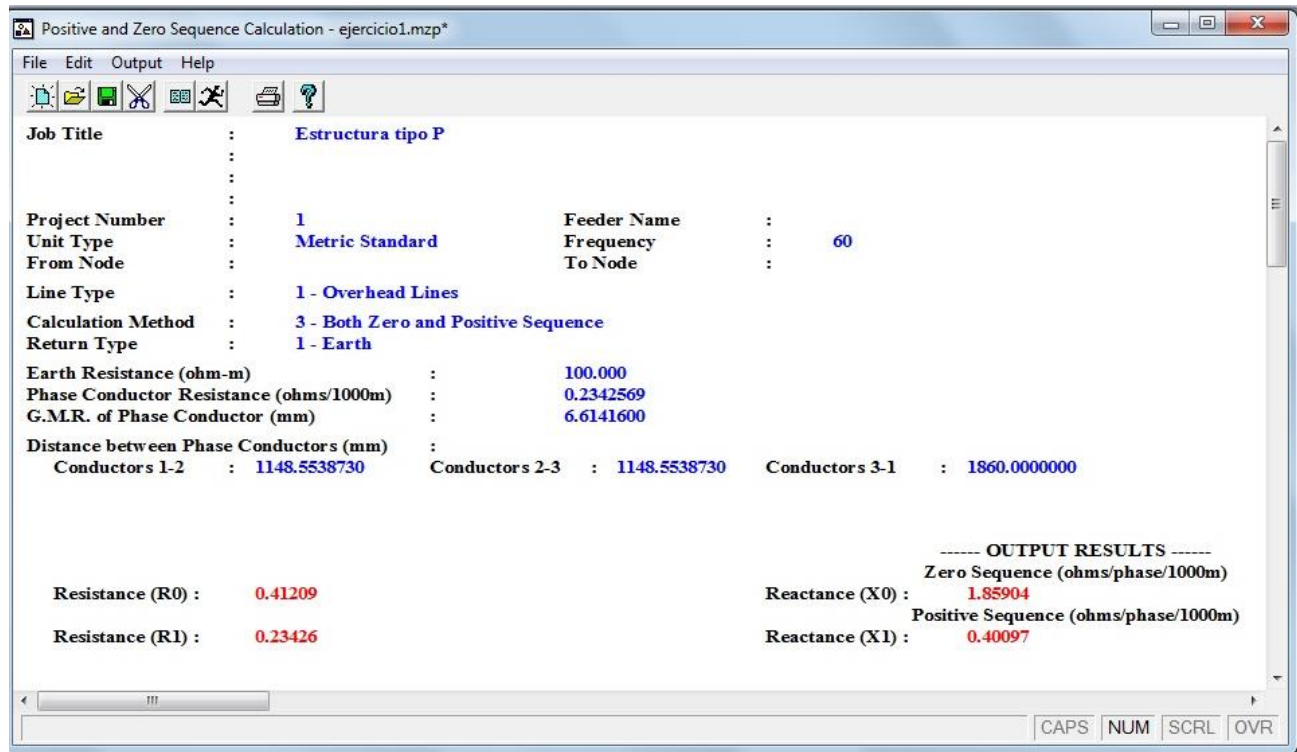 Positive and Zero Sequence Calculation - ejercicio1.mzp*
File Edit Output Help
Job Title : Estructura tipo P
:
:
:
Project Number : 1 Feeder Name :
Unit Type : Metric Standard Frequency : 60
From Node : To Node :
Line Type : 1 - Overhead Lines
Calculation Method : 3 - Both Zero and Positive Sequence
Return Type : 1 - Earth
Earth Resistance (ohm-m) : 100.000
Phase Conductor Resistance (ohms/1000m) : 0.2342569
G.M.R. of Phase Conductor (mm) : 6.6141600
Distance between Phase Conductors (mm) :
Conductors 1-2 : 1148.5538730 Conductors 2-3 : 1148.5538730 Conductors 3-1 : 1860.0000000
------ OUTPUT RESULTS ------
Zero Sequence (ohms/phase/1000m)
Resistance (R0) : 0.41209 Reactance (X0) : 1.85904
Positive Sequence (ohms/phase/1000m)
Resistance (R1) : 0.23426 Reactance (X1) : 0.40097
CAPS NUM SCRL OVR